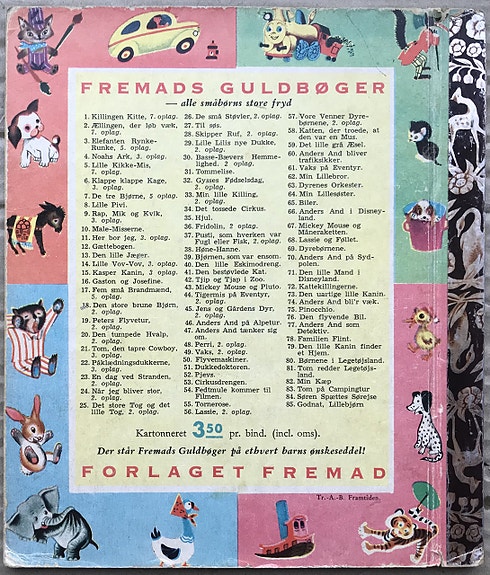 FREMADS GULDBØGER
— alle småbørns store fryd
1. Killingen Kitte, 7. oplag.
2. Ællingen, der løb væk, 7. oplag.
3. Elefanten Rynke-
Runke, 5. oplag.
4. Noahs Ark, 3. oplag.
5. Lille Kikke-Mis,
7. oplag.
6. Klappe klappe Kage,
3. oplag.
7. De tre Bjørne, 5 oplag.
8. Lille Pivi.
9. Rap, Mik og Kvik,
3. oplag.
10. Male-Misserne.
11. Her bor jeg, 3. oplag.
12. Gættebogen.
13. Den lille Jæger.
14. Lille Vov-Vov, 3. oplag.
15. Kasper Kanin, 3. oplag.
16. Gaston og Josefine.
17. Fem små Brandmænd,
5. oplag.
18. Den store brune Bjørn,
2. oplag.
19. Peters Flyvetur,
2. oplag.
20. Den tumpede Hvalp,
2. oplag.
21. Tom, den tapre Cowboy,
3. oplag.
22. Påklædningsdukkerne,
3. oplag.
23. En dag ved Stranden,
2. oplag.
24. Når jeg bliver stor,
2. oplag.
25. Det store Tog og det
lille Tog, 2. oplag.
26. De små Støvler, 2. oplag.
27. Til søs.
28. Skipper Ruf, 2. oplag.
29. Lille Lilis nye Dukke,
2. oplag.
30. Basse-Bævers Hemme-
lighed. 2 oplag.
31. Tommelise.
32. Gyses Fødselsdag,
2. oplag.
33. Min lille Killing,
2. oplag.
34. Det tossede Cirkus.
35. Hjul.
36. Fridolin, 2. oplag.
37. Pusti, som hverken var
Fugl eller Fisk, 2. oplag.
38. Høne-Hanne.
39. Bjørnen, som var ensom.
40. Den lille Eskimodreng.
41. Den bestøvlede Kat.
42. Tjip og Tjap i Zoo.
43. Mickey Mouse og Pluto.
44. Tigermis på Eventyr,
2. oplag.
45. Jens og Gårdens Dyr,
2. oplag.
46. Anders And på Alpetur.
47. Anders And tænker sig
om.
48. Perri, 2. oplag.
49. Vaks, 2. oplag.
50. Flyvemaskiner.
51. Dukkedoktoren.
52. Pjevs.
53. Cirkusdrengen.
54. Fedtmule kommer til
Filmen.
55. Tornerose.
56. Lassie, 2. oplag.
57. Vore Venner Dyre-
børnene, 2. oplag.
58. Katten, der troede, at
den var en Mus.
59. Det lille grå Æsel.
60. Anders And bliver
trafiksikker.
61. Vaks på Eventyr.
62. Min Lillebror.
63. Dyrenes Orkester.
64. Min Lillesøster.
65. Biler.
66. Anders And i Disney-
land.
67. Mickey Mouse og
Måneraketten.
68. Lassie og Føllet.
69. Dyrebørnene.
70. Anders And på Syd-
polen.
71. Den lille Mand i
Disneyland.
72. Kattekillingerne.
73. Den uartige lille Kanin.
74. Anders And bli'r væk.
75. Pinocchio.
76. Den flyvende Bil.
77. Anders And som
Detektiv.
78. Familien Flint.
79. Den lille Kanin finder
et Hjem.
80. Børnene i Legetøjsland.
81. Tom redder Legetøjs-
land.
82. Min Kæp
83. Tom på Campingtur
84. Søren Spættes Sørejse
85. Godnat, Lillebjørn
Kartonneret 3.50 pr. bind. (incl. oms).
Der står Fremads Guldbøger på ethvert barns ønskeseddel!
FORLAGET FREMAD
Tr.-A.-B. Framtiden.